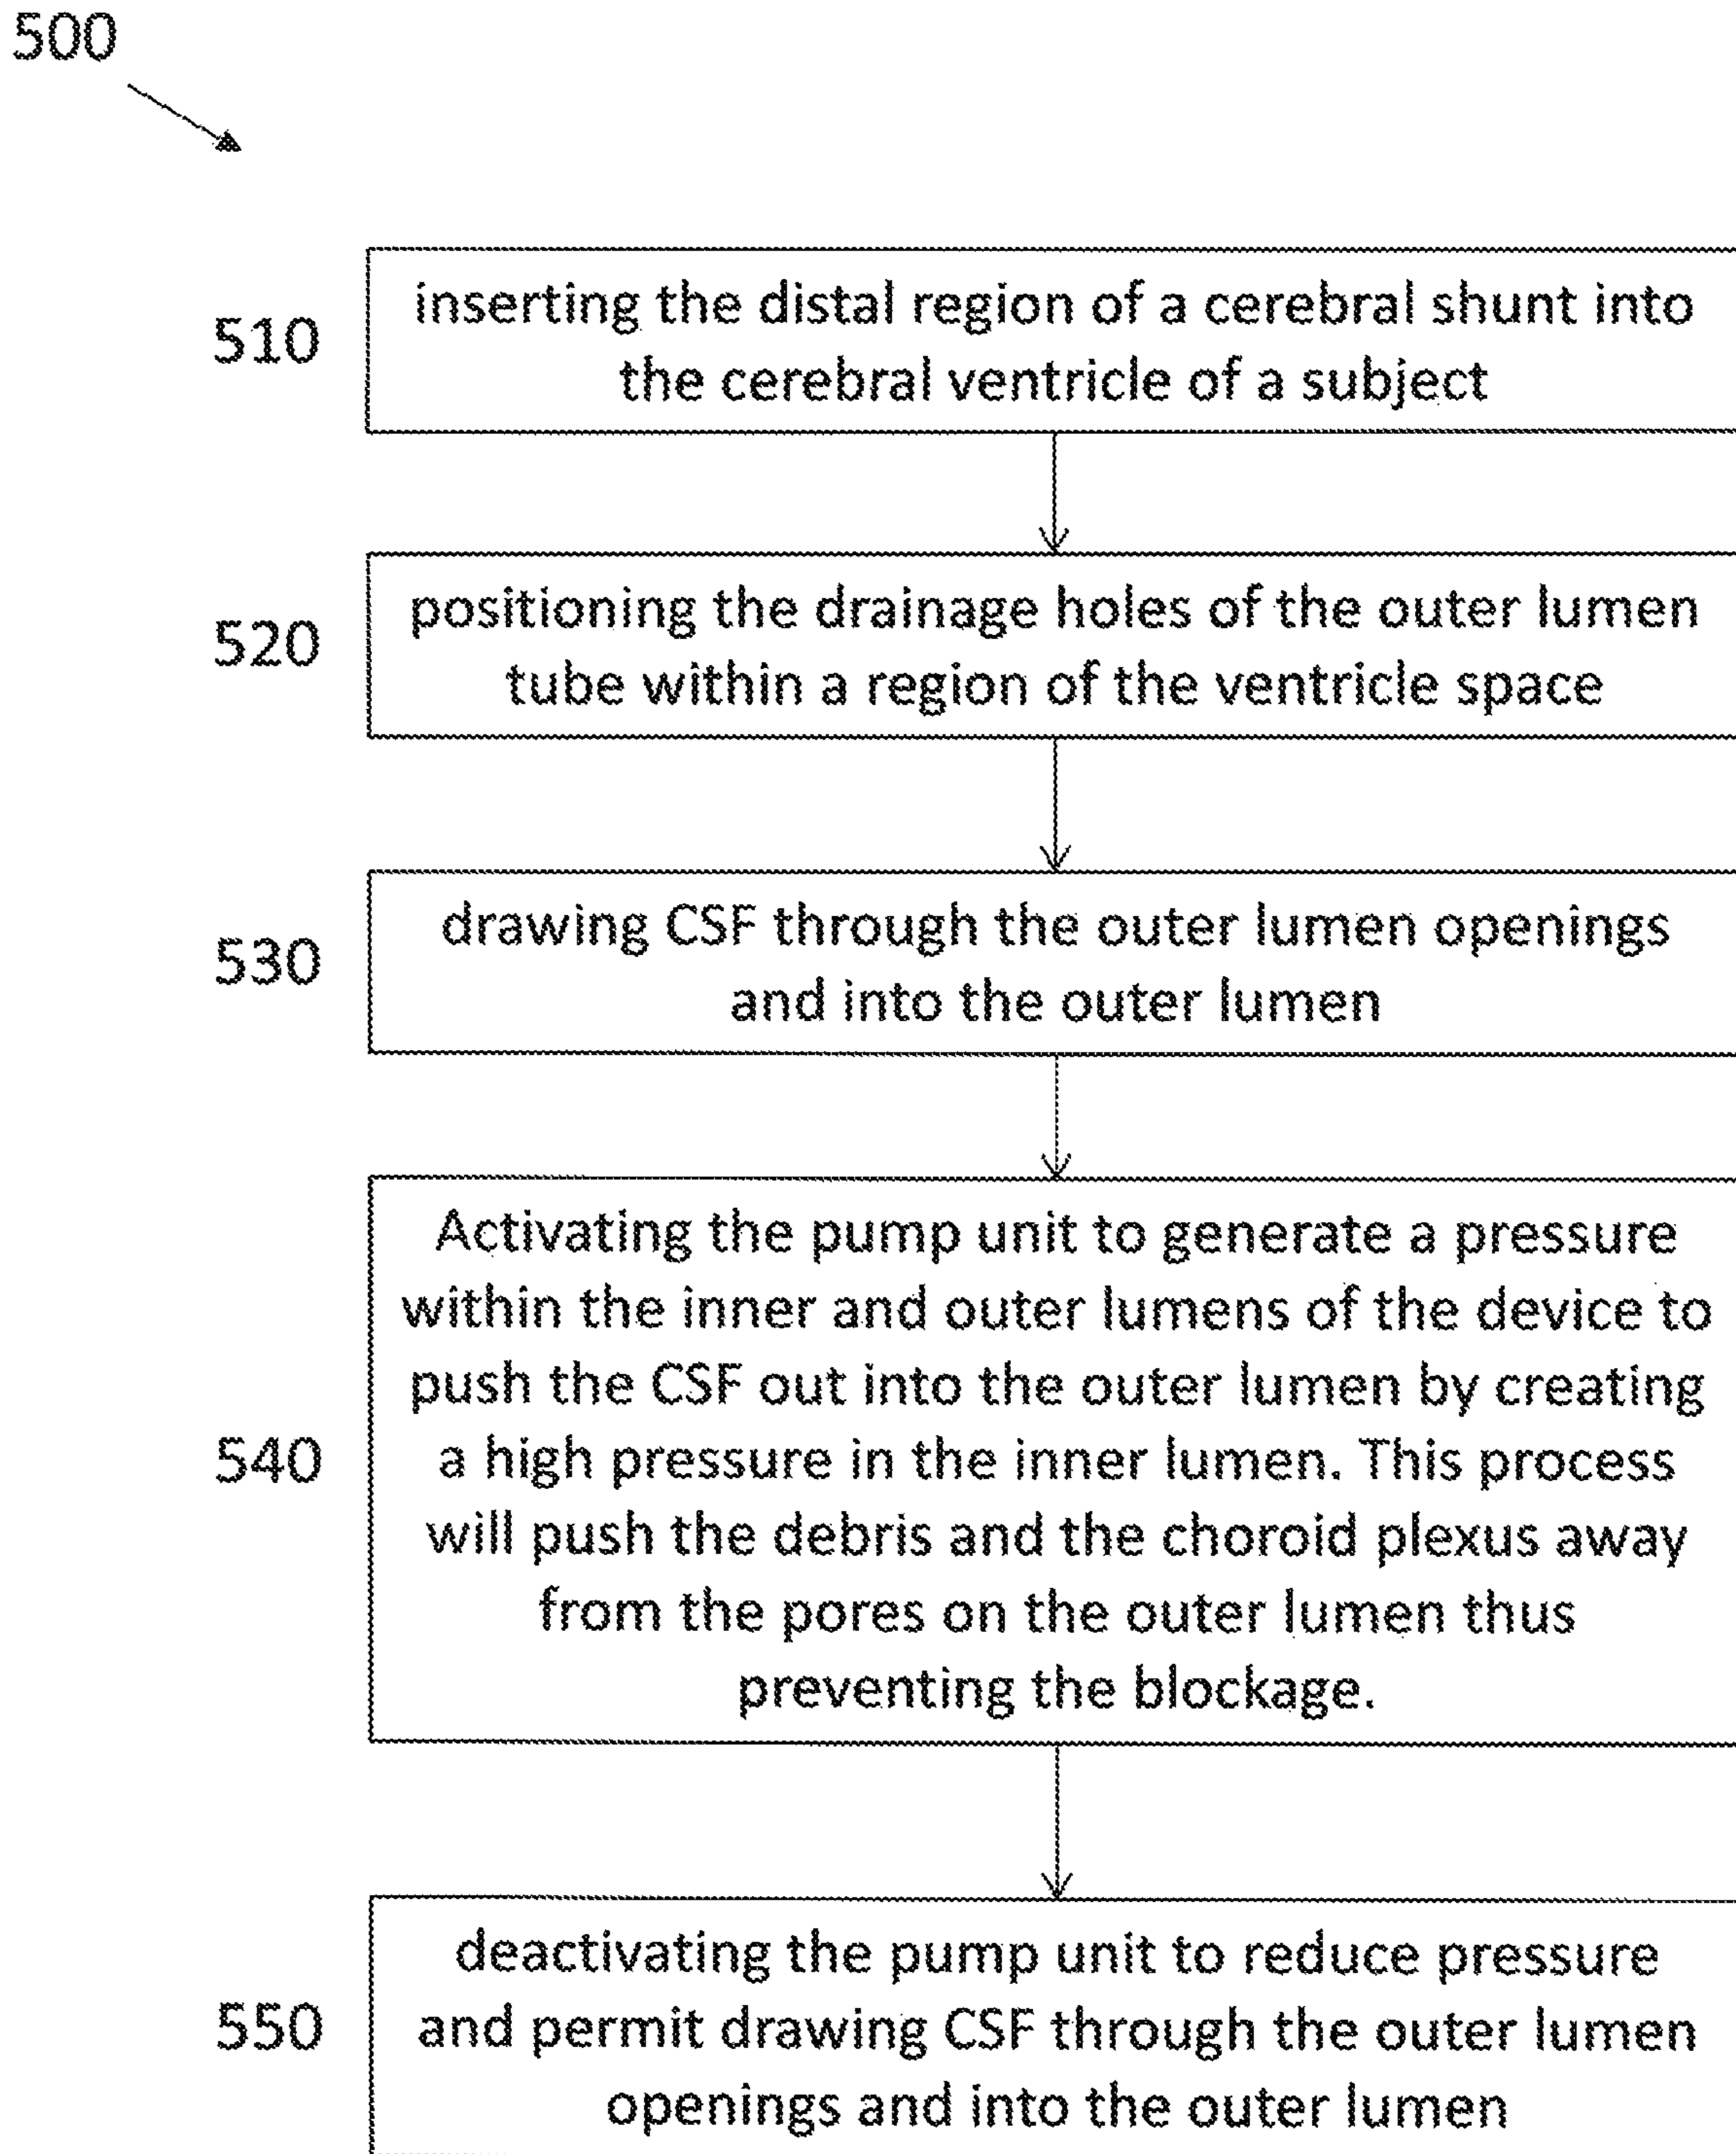 500
510
inserting the distal region of a cerebral shunt into
the cerebral ventricle of a subject
520
positioning the drainage holes of the outer lumen
tube within a region of the ventricle space
530
drawing CSF through the outer lumen openings
and into the outer lumen
540
Activating the pump unit to generate a pressure
within the inner and outer lumens of the device to
push the CSF out into the outer lumen by creating
a high pressure in the inner lumen. This process
will push the debris and the choroid plexus away
from the pores on the outer lumen thus
preventing the blockage.
550
deactivating the pump unit to reduce pressure
and permit drawing CSF through the outer lumen
openings and into the outer lumen